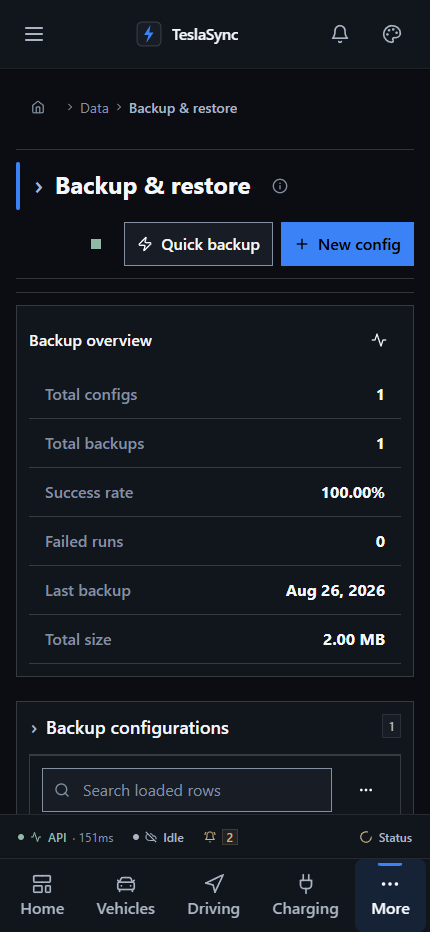 TeslaSync
Data Backup & restore
Backup & restore
Quick backup
New config
Backup overview
Total configs 1
Total backups 1
Success rate 100.00%
Failed runs 0
Last backup Aug 26, 2026
Total size 2.00 MB
Backup configurations 1
Search loaded rows
API · 151ms Idle 2 Status
Home Vehicles Driving Charging More